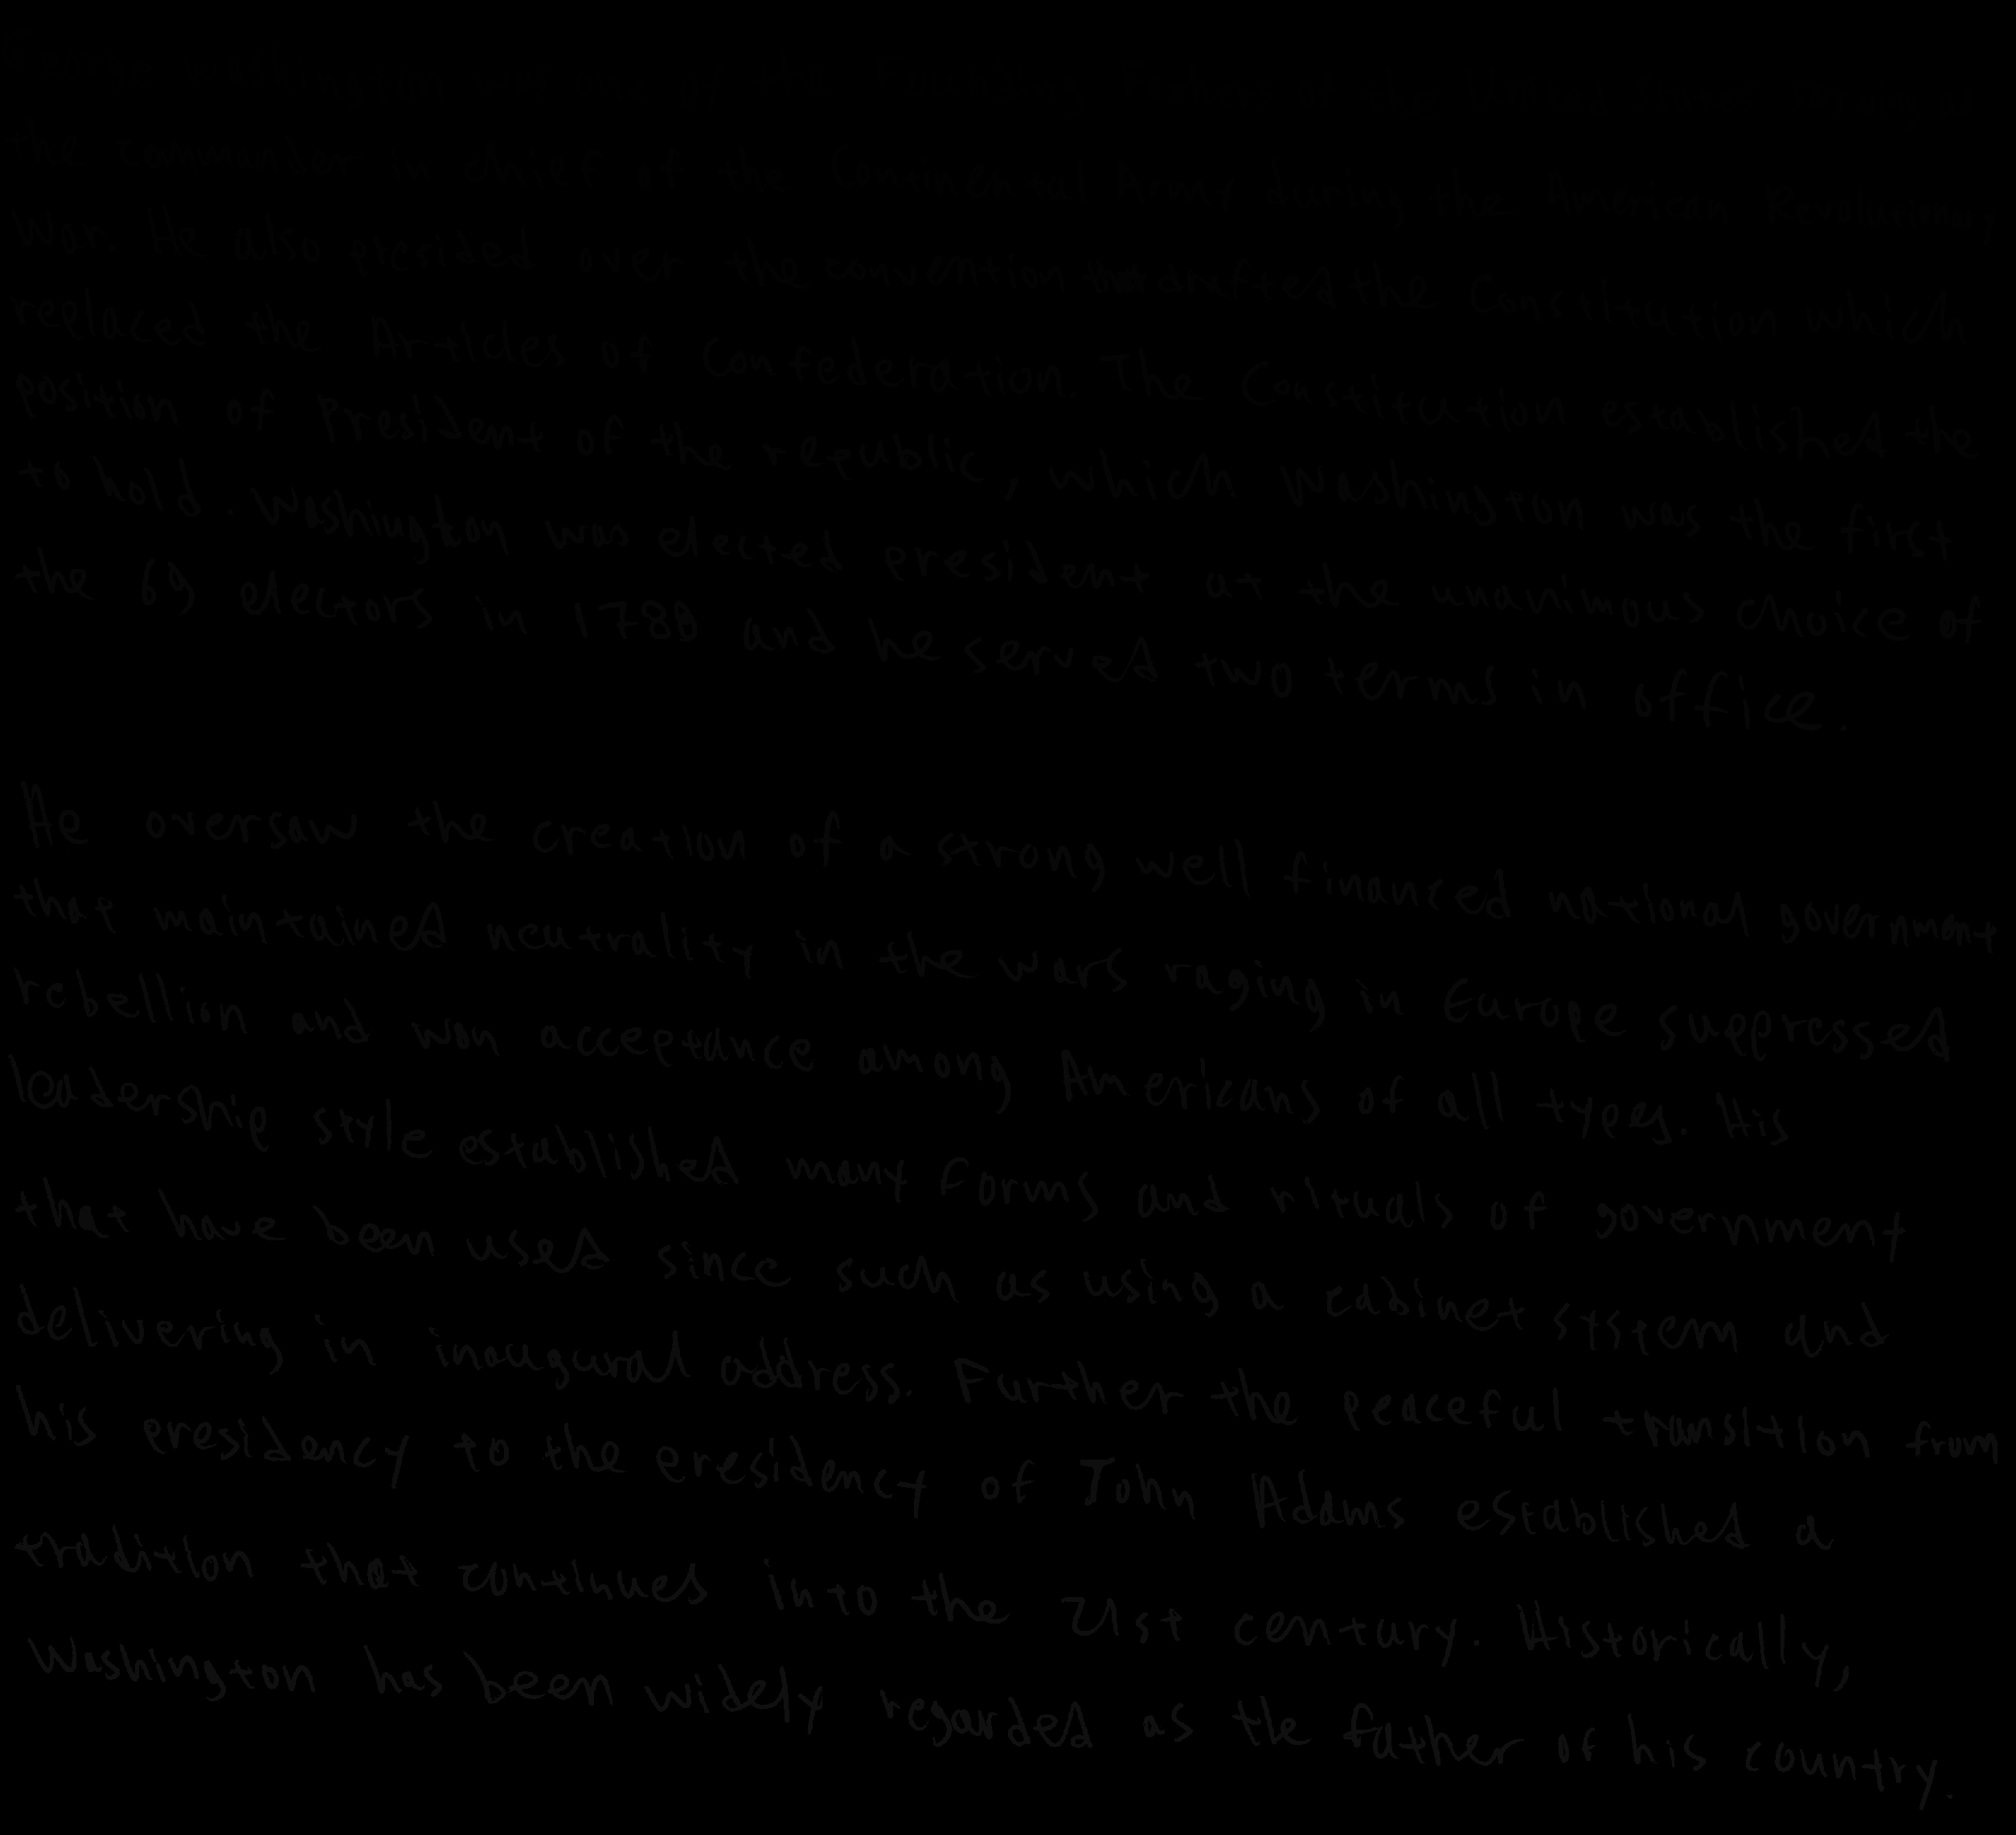 the commander in chief of the Continental Army during the American Revolutionary
War. He also presided over the convention that drafted the Constitution which
replaced the Articles of Confederation. The Constitution established the
position of President of the republic, which Washington was the first
to hold. Washington was elected president at the unanimous choice of
the 69 electors in 1788 and he served two terms in office.
He oversaw the creation of a strong well financed national government
that maintained neutrality in the wars raging in Europe suppressed
rebellion and won acceptance among Americans of all types. His
leadership style established many forms and rituals of government
that have been used since such as using a cabinet system and
delivering in inaugural address. Further the peaceful transition from
his presidency to the presidency of John Adams established a
tradition that continues into the 21st century. Historically,
Washington has been widely regarded as the father of his country.